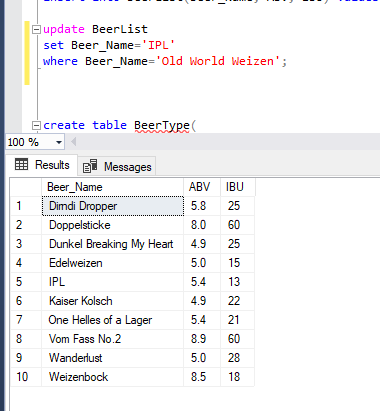 update BeerList
set Beer_Name='IPL'
where Beer_Name='Old World Weizen';
create table BeerType(
100 %
Results Messages
Beer_Name ABV IBU
1 Dirndl Dropper 5.8 25
2 Doppelsticke 8.0 60
3 Dunkel Breaking My Heart 4.9 25
4 Edelweizen 5.0 15
5 IPL 5.4 13
6 Kaiser Kolsch 4.9 22
7 One Helles of a Lager 5.4 21
8 Vom Fass No.2 8.9 60
9 Wanderlust 5.0 28
10 Weizenbock 8.5 18